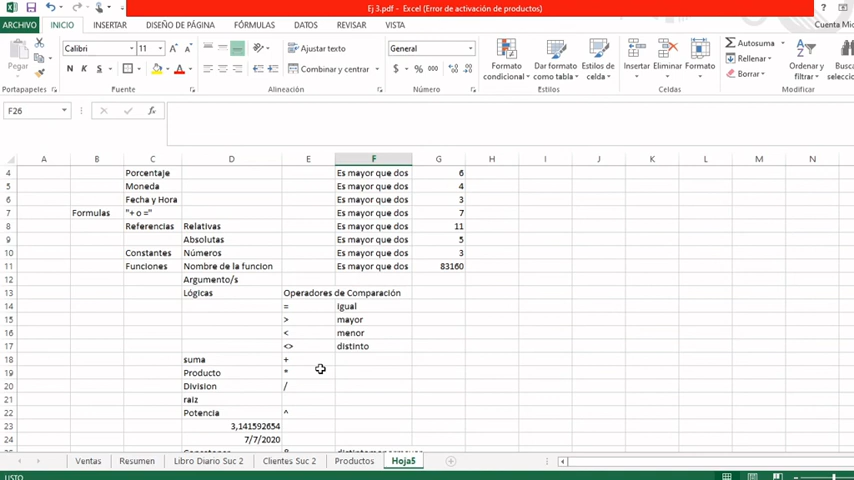 Ej 3.pdf - Excel (Error de activación de productos)
ARCHIVO INICIO INSERTAR DISEÑO DE PÁGINA FÓRMULAS DATOS REVISAR VISTA Cuenta Mic
Calibri 11 Ajustar texto General Autosuma
Pegar N K S Combinar y centrar $ % 000 Formato condicional Dar formato como tabla Estilos de celda Insertar Eliminar Formato Rellenar Borrar Ordenar y filtrar Busca selecci
Portapapeles Fuente Alineación Número Estilos Celdas Modificar
F26 fx
A B C D E F G H I J K L M N
4 Porcentaje Es mayor que dos 6
5 Moneda Es mayor que dos 4
6 Fecha y Hora Es mayor que dos 3
7 Formulas "+ o =" Es mayor que dos 7
8 Referencias Relativas Es mayor que dos 11
9 Absolutas Es mayor que dos 5
10 Constantes Números Es mayor que dos 3
11 Funciones Nombre de la funcion Es mayor que dos 83160
12 Argumento/s
13 Lógicas Operadores de Comparación
14 = igual
15 > mayor
16 < menor
17 <> distinto
18 suma +
19 Producto *
20 Division /
21 raiz
22 Potencia ^
23 3,141592654
24 7/7/2020
Ventas Resumen Libro Diario Suc 2 Clientes Suc 2 Productos Hoja5
LISTO